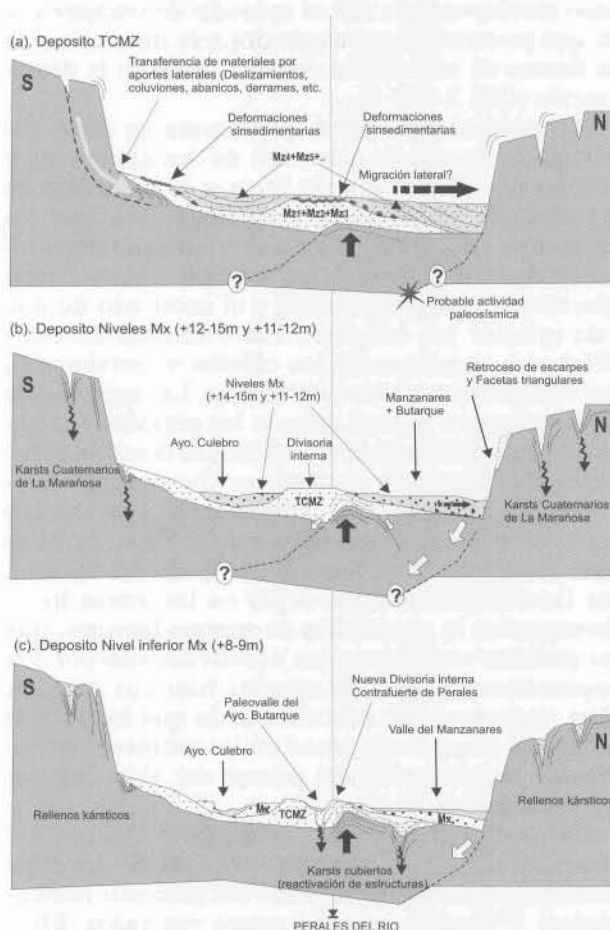 (a). Deposito TCMZ
S
Transferencia de materiales por
aportes laterales (Deslizamientos,
coluviones, abanicos, derrames, etc.
N
Deformaciones
sinsedimentarias
Deformaciones
sinsedimentarias
Mz4+Mz5+..
Migración lateral?
Mz1+Mz2+Mz3
?
?
Probable actividad
paleosísmica
(b). Deposito Niveles Mx (+12-15m y +11-12m)
S
Retroceso de escarpes
y Facetas triangulares
N
Niveles Mx
(+14-15m y +11-12m)
Manzanares
+ Butarque
Ayo. Culebro
Divisoria
interna
Karsts Cuaternarios
de La Marañosa
TCMZ
Karsts Cuaternarios
de La Marañosa
?
?
(c). Deposito Nivel inferior Mx (+8-9m)
S
Nueva Divisoria interna
Contrafuerte de Perales
N
Paleovalle del
Ayo. Butarque
Ayo. Culebro
Valle del Manzanares
Mx
TCMZ
Mx
Rellenos kársticos
Rellenos kársticos
Karsts cubiertos
(reactivación de estructuras)
PERALES DEL RIO